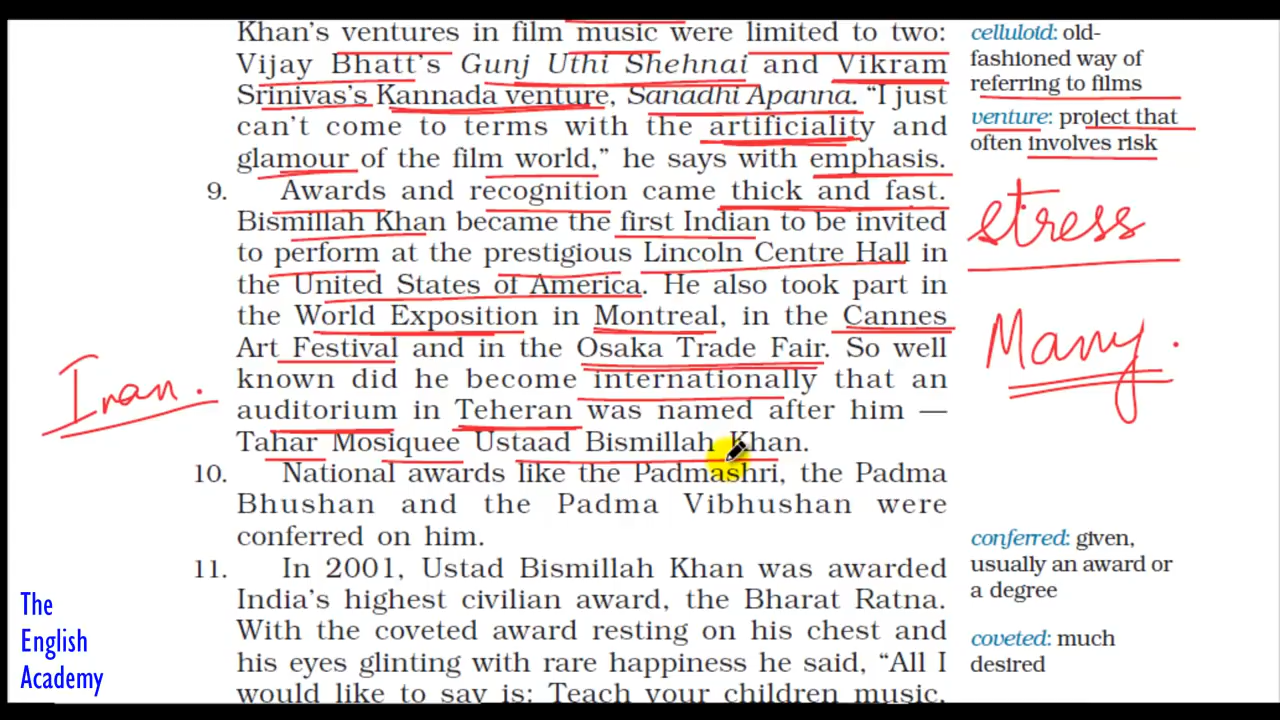 Khan's ventures in film music were limited to two:
Vijay Bhatt's Gunj Uthi Shehnai and Vikram
Srinivas's Kannada venture, Sanadhi Apanna. "I just
can't come to terms with the artificiality and
glamour of the film world," he says with emphasis.
9. Awards and recognition came thick and fast.
Bismillah Khan became the first Indian to be invited
to perform at the prestigious Lincoln Centre Hall in
the United States of America. He also took part in
the World Exposition in Montreal, in the Cannes
Art Festival and in the Osaka Trade Fair. So well
known did he become internationally that an
auditorium in Teheran was named after him —
Tahar Mosiquee Ustaad Bismillah Khan.
10. National awards like the Padmashri, the Padma
Bhushan and the Padma Vibhushan were
conferred on him.
11. In 2001, Ustad Bismillah Khan was awarded
India's highest civilian award, the Bharat Ratna.
With the coveted award resting on his chest and
his eyes glinting with rare happiness he said, "All I
would like to say is: Teach your children music,
celluloid: old-
fashioned way of
referring to films
venture: project that
often involves risk
stress
Many.
conferred: given,
usually an award or
a degree
coveted: much
desired
Iran.
The
English
Academy